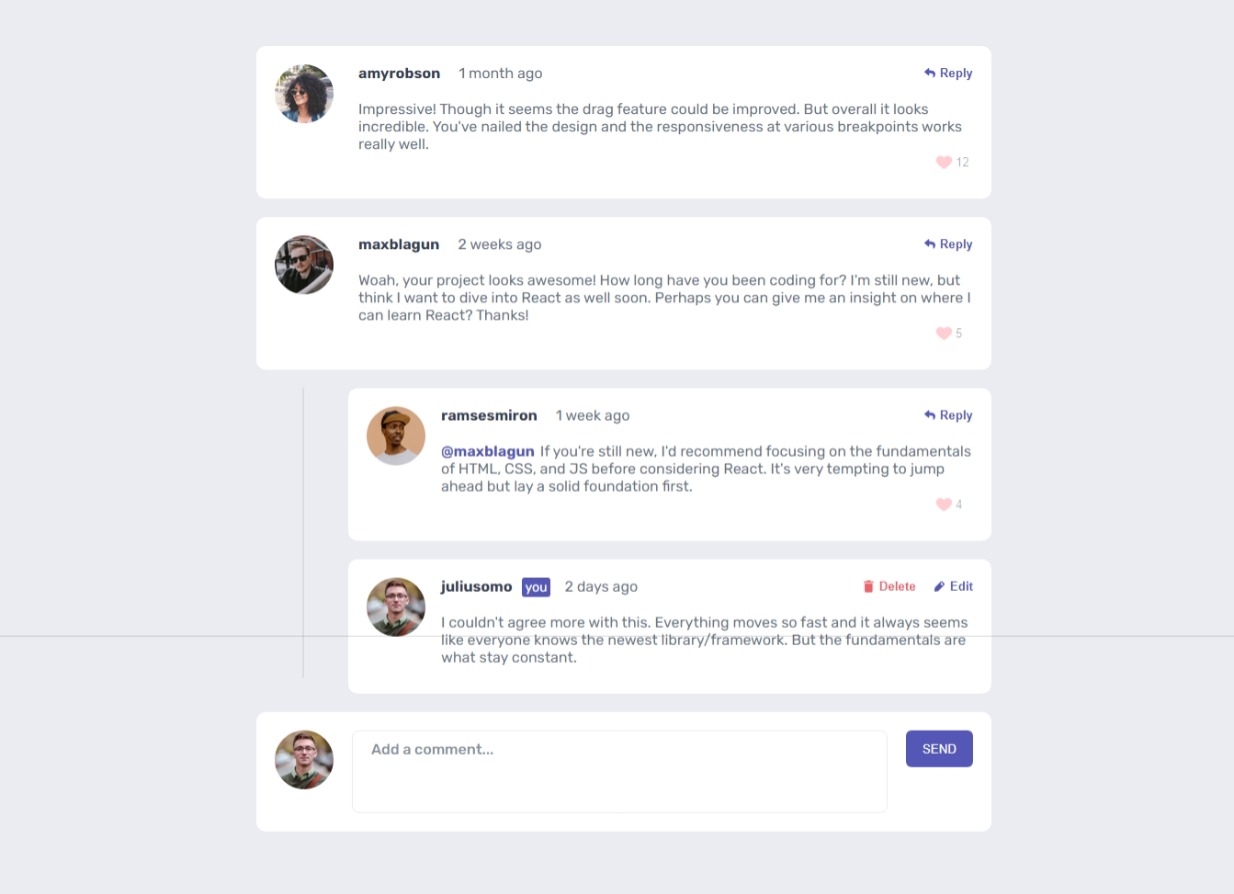 amyrobson 1 month ago Reply
Impressive! Though it seems the drag feature could be improved. But overall it looks
incredible. You've nailed the design and the responsiveness at various breakpoints works
really well.
12
maxblagun 2 weeks ago Reply
Woah, your project looks awesome! How long have you been coding for? I'm still new, but
think I want to dive into React as well soon. Perhaps you can give me an insight on where I
can learn React? Thanks!
5
ramsesmiron 1 week ago Reply
@maxblagun If you're still new, I'd recommend focusing on the fundamentals
of HTML, CSS, and JS before considering React. It's very tempting to jump
ahead but lay a solid foundation first.
4
juliusomo you 2 days ago Delete Edit
I couldn't agree more with this. Everything moves so fast and it always seems
like everyone knows the newest library/framework. But the fundamentals are
what stay constant.
Add a comment... SEND